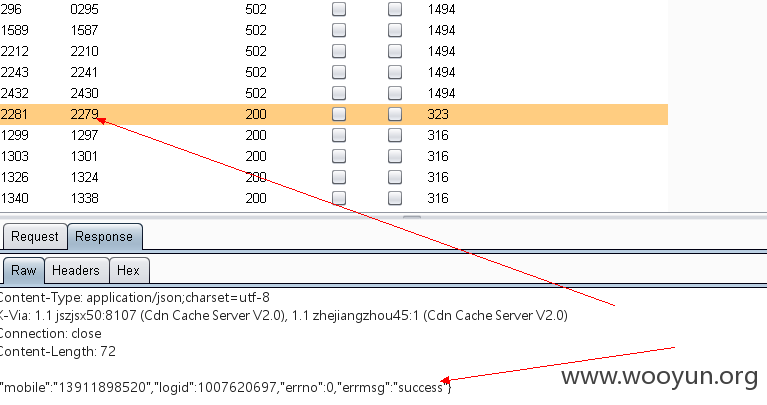 296 0295 502 1494
1589 1587 502 1494
2212 2210 502 1494
2243 2241 502 1494
2432 2430 502 1494
2281 2279 200 323
1299 1297 200 316
1303 1301 200 316
1326 1324 200 316
1340 1338 200 316
Request Response
Raw Headers Hex
Content-Type: application/json;charset=utf-8
X-Via: 1.1 jszjsx50:8107 (Cdn Cache Server V2.0), 1.1 zhejiangzhou45:1 (Cdn Cache Server V2.0)
Connection: close
Content-Length: 72
"mobile":"13911898520","logid":1007620697,"errno":0,"errmsg":"success"}
www.wooyun.org